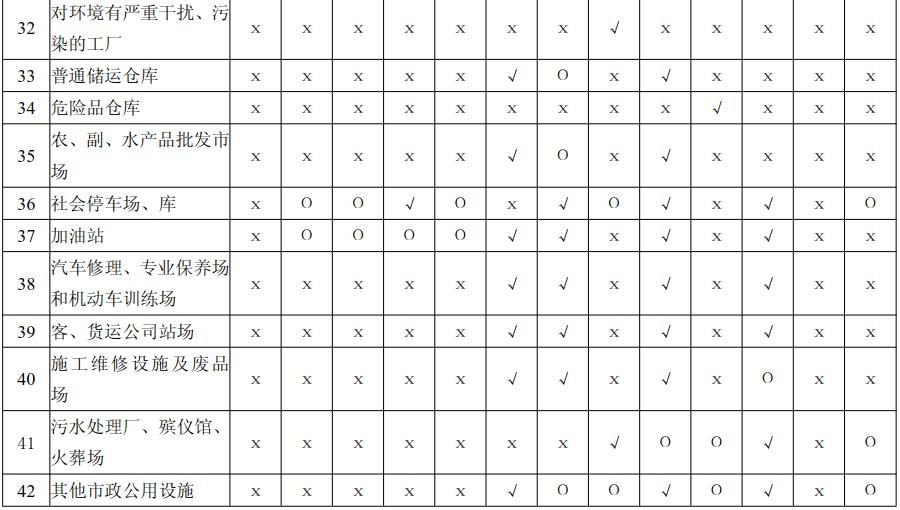 32 对环境有严重干扰、污 x x x x x x x √ x x x x x
染的工厂
33 普通储运仓库 x x x x x √ O x √ x x x x
34 危险品仓库 x x x x x x x x x √ x x x
35 农、副、水产品批发市 x x x x x √ O x √ x x x x
场
36 社会停车场、库 x O O √ O x √ O √ x √ x O
37 加油站 x O O O O √ √ x √ x √ x x
38 汽车修理、专业保养场 x x x x x √ √ x √ x √ x x
和机动车训练场
39 客、货运公司站场 x x x x x √ √ x √ x √ x x
40 施工维修设施及废品 x x x x x √ √ x √ x O x x
场
41 污水处理厂、殡仪馆、 x x x x x x x √ O O √ x O
火葬场
42 其他市政公用设施 x x x x x √ O O √ O √ x O